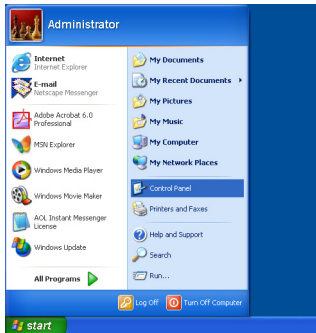 Administrator
Internet
Internet Explorer
E-mail
Netscape Messenger
Adobe Acrobat 6.0
Professional
MSN Explorer
Windows Media Player
Windows Movie Maker
AOL Instant Messenger
License
Windows Update
All Programs
My Documents
My Recent Documents
My Pictures
My Music
My Computer
My Network Places
Control Panel
Printers and Faxes
Help and Support
Search
Run...
Log Off
Turn Off Computer
start